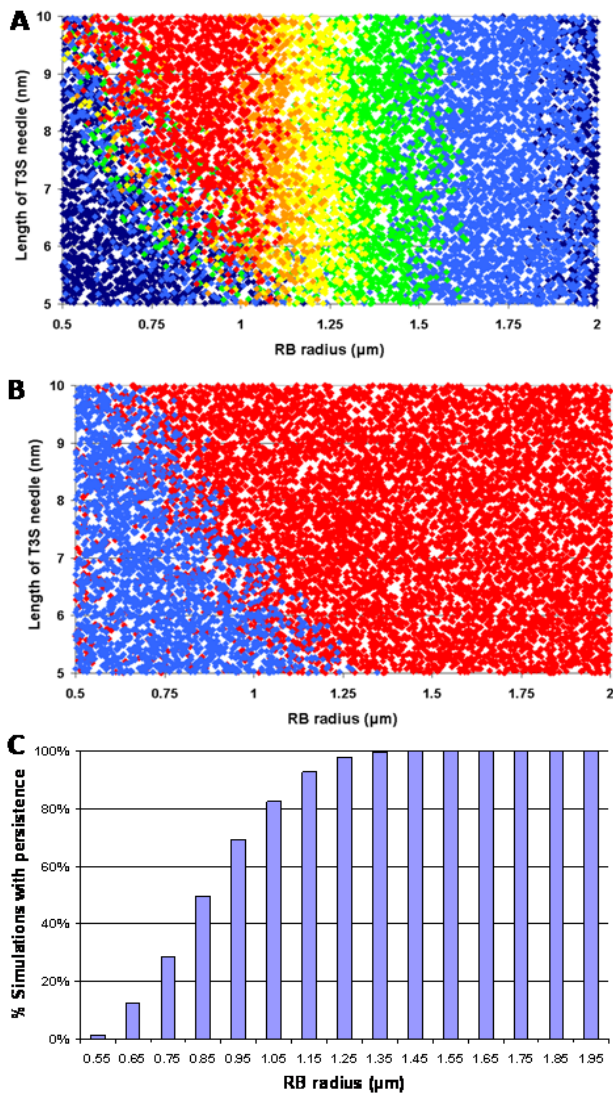 A
Length of T3S needle (nm)
10
9
8
7
6
5
0.5 0.75 1 1.25 1.5 1.75 2
RB radius (µm)
B
Length of T3S needle (nm)
10
9
8
7
6
5
0.5 0.75 1 1.25 1.5 1.75 2
RB radius (µm)
C
% Simulations with persistence
100%
80%
60%
40%
20%
0%
0.55 0.65 0.75 0.85 0.95 1.05 1.15 1.25 1.35 1.45 1.55 1.65 1.75 1.85 1.95
RB radius (µm)